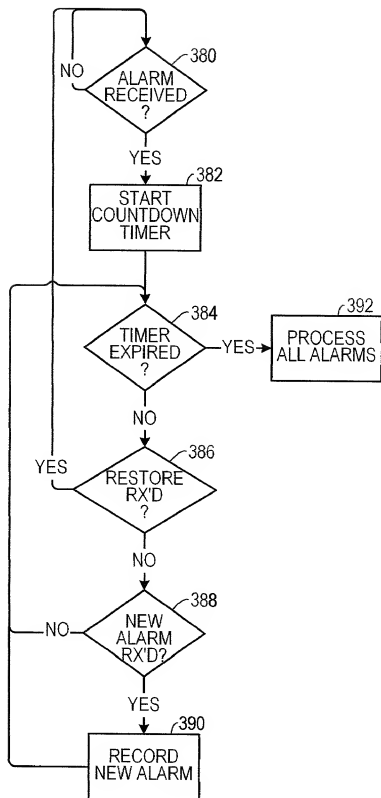 380
NO
ALARM
RECEIVED
?
YES
382
START
COUNTDOWN
TIMER
384
TIMER
EXPIRED
?
YES
392
PROCESS
ALL ALARMS
NO
386
YES
RESTORE
RX'D
?
NO
388
NO
NEW
ALARM
RX'D?
YES
390
RECORD
NEW ALARM